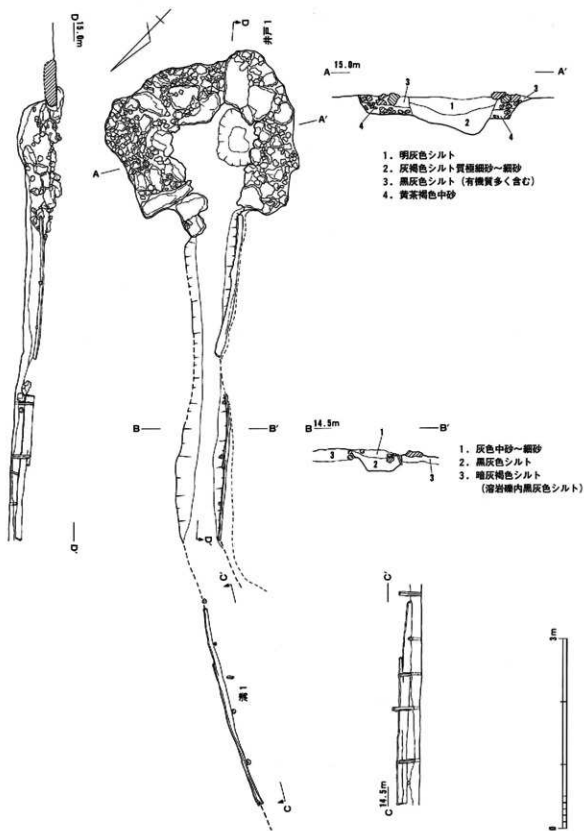 D
15.0m
D'
井戸1
D
A
A'
D'
B
B'
C'
溝1
C
A
15.0m
A'
3
3
1
2
4
4
1. 明灰色シルト
2. 灰褐色シルト質極細砂~細砂
3. 黒灰色シルト(有機質多く含む)
4. 黄茶褐色中砂
B
14.5m
B'
1
3
2
3
1. 灰色中砂~細砂
2. 黒灰色シルト
3. 暗灰褐色シルト
(溶岩礫内黒灰色シルト)
C'
14.5m
C
3m
0